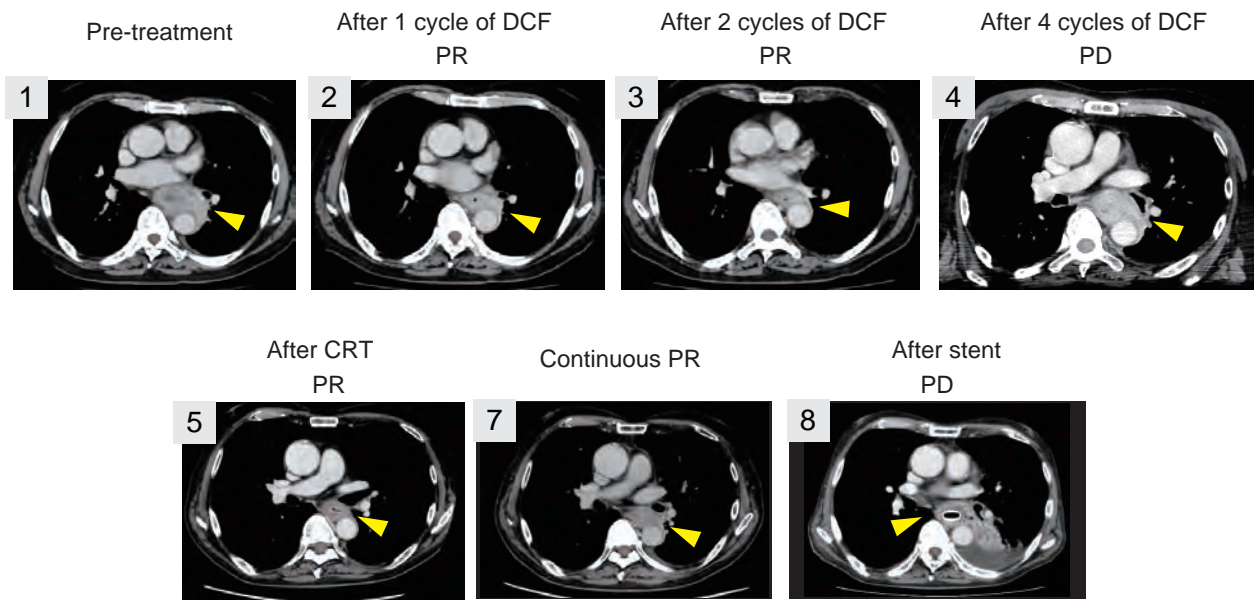 Pre-treatment
After 1 cycle of DCF
PR
After 2 cycles of DCF
PR
After 4 cycles of DCF
PD
1
2
3
4
After CRT
PR
Continuous PR
After stent
PD
5
7
8